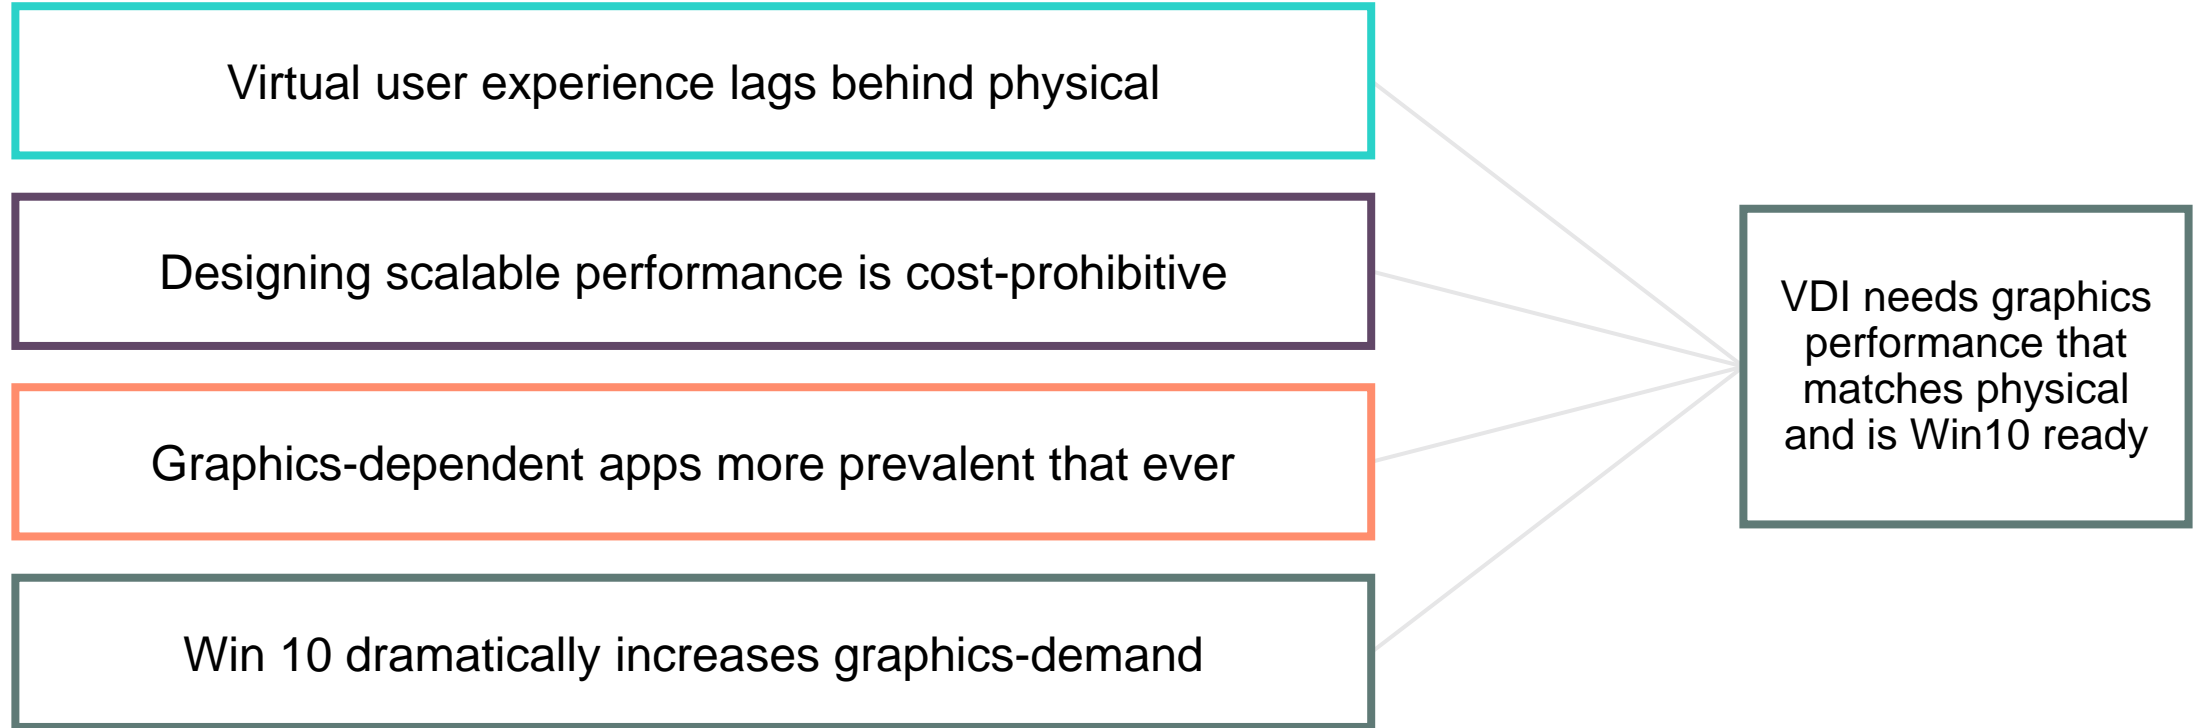 Virtual user experience lags behind physical
Designing scalable performance is cost-prohibitive
Graphics-dependent apps more prevalent that ever
Win 10 dramatically increases graphics-demand
VDI needs graphics
performance that
matches physical
and is Win10 ready